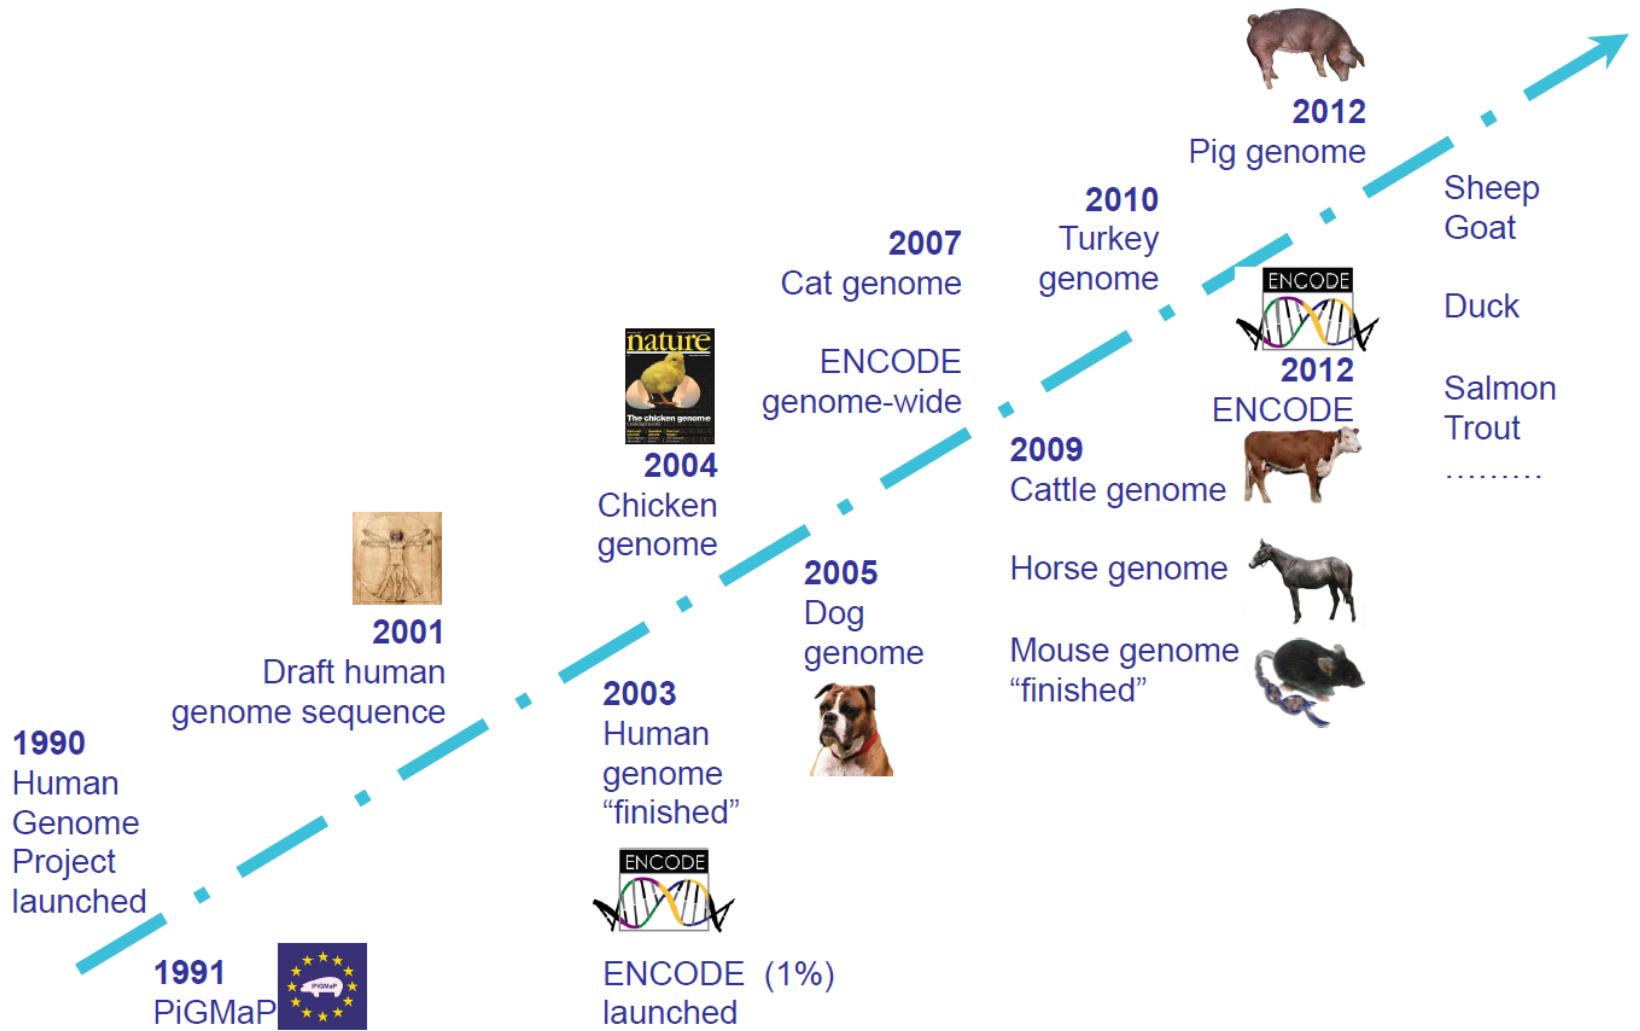 1990
Human
Genome
Project
launched
1991
PiGMaP
PiGMaP
2001
Draft human
genome sequence
2003
Human
genome
“finished”
ENCODE
ENCODE (1%)
launched
nature
The chicken genome
2004
Chicken
genome
2005
Dog
genome
2007
Cat genome
ENCODE
genome-wide
2009
Cattle genome
Horse genome
Mouse genome
“finished”
2010
Turkey
genome
2012
Pig genome
ENCODE
2012
ENCODE
Sheep
Goat
Duck
Salmon
Trout
.........